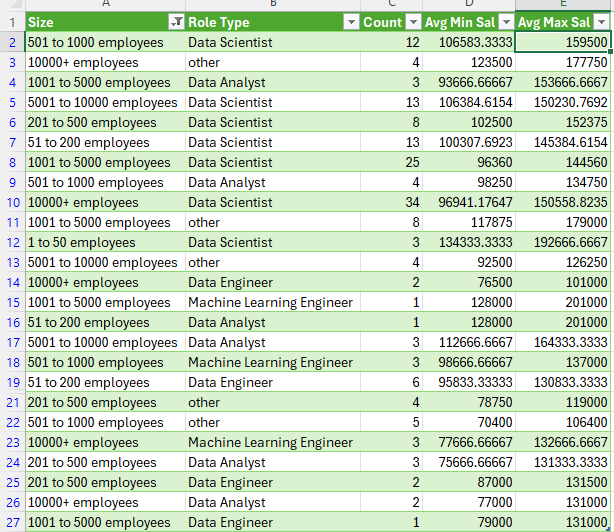 A B C D E
1 Size Role Type Count Avg Min Sal Avg Max Sal
2 501 to 1000 employees Data Scientist 12 106583.3333 159500
3 10000+ employees other 4 123500 177750
4 1001 to 5000 employees Data Analyst 3 93666.66667 153666.6667
5 5001 to 10000 employees Data Scientist 13 106384.6154 150230.7692
6 201 to 500 employees Data Scientist 8 102500 152375
7 51 to 200 employees Data Scientist 13 100307.6923 145384.6154
8 1001 to 5000 employees Data Scientist 25 96360 144560
9 501 to 1000 employees Data Analyst 4 98250 134750
10 10000+ employees Data Scientist 34 96941.17647 150558.8235
11 1001 to 5000 employees other 8 117875 179000
12 1 to 50 employees Data Scientist 3 134333.3333 192666.6667
13 5001 to 10000 employees other 4 92500 126250
14 10000+ employees Data Engineer 2 76500 101000
15 1001 to 5000 employees Machine Learning Engineer 1 128000 201000
16 51 to 200 employees Data Analyst 1 128000 201000
17 5001 to 10000 employees Data Analyst 3 112666.6667 164333.3333
18 501 to 1000 employees Machine Learning Engineer 3 98666.66667 137000
19 51 to 200 employees Data Engineer 6 95833.33333 130833.3333
21 201 to 500 employees other 4 78750 119000
22 501 to 1000 employees other 5 70400 106400
23 10000+ employees Machine Learning Engineer 3 77666.66667 132666.6667
24 201 to 500 employees Data Analyst 3 75666.66667 131333.3333
25 201 to 500 employees Data Engineer 2 87000 131500
26 10000+ employees Data Analyst 2 77000 131000
27 1001 to 5000 employees Data Engineer 1 79000 131000